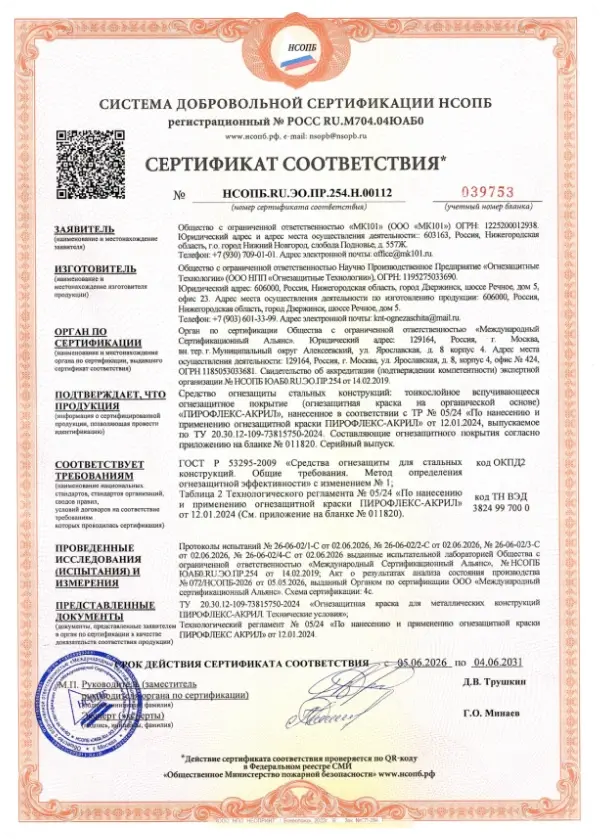 НСОПБ
СИСТЕМА ДОБРОВОЛЬНОЙ СЕРТИФИКАЦИИ НСОПБ
регистрационный № РОСС RU.М704.04ЮАБ0
www.нсопб.рф, e-mail: nsopb@nsopb.ru
СЕРТИФИКАТ СООТВЕТСТВИЯ*
№ НСОПБ.RU.ЭО.ПР.254.Н.00112 039753
(номер сертификата соответствия) (учетный номер бланка)
ЗАЯВИТЕЛЬ
(наименование и местонахождение
заявителя)
Общество с ограниченной ответственностью «МК101» (ООО «МК101») ОГРН: 1225200012938.
Юридический адрес и адрес места осуществления деятельности: 603163, Россия, Нижегородская
область, г.о. город Нижний Новгород, слобода Подновье, д. 557Ж.
Телефон: +7 (930) 709-01-01. Адрес электронной почты: office@mk101.ru.
ИЗГОТОВИТЕЛЬ
(наименование и
местонахождение изготовителя
продукции)
Общество с ограниченной ответственностью Научно Производственное Предприятие «Огнезащитные
Технологии» (ООО НПП «Огнезащитные Технологии»), ОГРН: 1195275033690.
Юридический адрес: 606000, Россия, Нижегородская область, город Дзержинск, шоссе Речное, дом 5,
офис 23. Адрес места осуществления деятельности по изготовлению продукции: 606000, Россия,
Нижегородская область, город Дзержинск, шоссе Речное, дом 5.
Телефон: +7 (903) 601-33-99. Адрес электронной почты: knt-ognezaschita@mail.ru.
ОРГАН ПО
СЕРТИФИКАЦИИ
(наименование и местонахождение
органа по сертификации, выдавшего
сертификат соответствия)
Орган по сертификации Общества с ограниченной ответственностью «Международный
Сертификационный Альянс». Юридический адрес: 129164, Россия, г. Москва,
вн. тер. г. Муниципальный округ Алексеевский, ул. Ярославская, д. 8 корпус 4. Адрес места
осуществления деятельности: 129164, Россия, г. Москва, ул. Ярославская, д. 8, корпус 4, офис № 424,
ОГРН 1185053033681. Свидетельство об аккредитации (подтверждении компетентности) экспертной
организации № НСОПБ ЮАБ0.RU.ЭО.ПР.254 от 14.02.2019.
ПОДТВЕРЖДАЕТ, ЧТО
ПРОДУКЦИЯ
(информация о сертифицированной
продукции, позволяющая провести
идентификацию)
Средство огнезащиты стальных конструкций: тонкослойное вспучивающееся
огнезащитное покрытие (огнезащитная краска на органической основе)
«ПИРОФЛЕКС-АКРИЛ», нанесенное в соответствии с ТР № 05/24 «По нанесению и
применению огнезащитной краски ПИРОФЛЕКС-АКРИЛ» от 12.01.2024, выпускаемое
по ТУ 20.30.12-109-73815750-2024. Составляющие огнезащитного покрытия согласно
приложению на бланке № 011820. Серийный выпуск.
СООТВЕТСТВУЕТ
ТРЕБОВАНИЯМ
(наименование национальных
стандартов, стандартов организаций,
сводов правил,
условий договоров на соответствие
требованиям
которых проводилась сертификация)
ГОСТ Р 53295-2009 «Средства огнезащиты для стальных
конструкций. Общие требования. Метод определения
огнезащитной эффективности» с изменением № 1;
Таблица 2 Технологического регламента № 05/24 «По нанесению
и применению огнезащитной краски ПИРОФЛЕКС-АКРИЛ»
от 12.01.2024 (См. приложение на бланке № 011820).
код ОКПД2
код ТН ВЭД
3824 99 700 0
ПРОВЕДЕННЫЕ
ИССЛЕДОВАНИЯ
(ИСПЫТАНИЯ) И
ИЗМЕРЕНИЯ
Протоколы испытаний № 26-06-02/1-С от 02.06.2026, № 26-06-02/2-С от 02.06.2026, № 26-06-02/3-С
от 02.06.2026, № 26-06-02/4-С от 02.06.2026 выданные испытательной лабораторией Общества с
ограниченной ответственностью «Международный Сертификационный Альянс», № НСОПБ
ЮАБ0.RU.ЭО.ПР.254 от 14.02.2019; Акт о результатах анализа состояния производства
№ 072/НСОПБ-2026 от 05.05.2026, выданный Органом по сертификации ООО «Международный
сертификационный Альянс». Схема сертификации: 4с.
ПРЕДСТАВЛЕННЫЕ
ДОКУМЕНТЫ
(документы, представленные заявителем
в орган по сертификации в качестве
доказательств соответствия продукции)
ТУ 20.30.12-109-73815750-2024 «Огнезащитная краска для металлических конструкций
ПИРОФЛЕКС-АКРИЛ. Технические условия»;
Технологический регламент № 05/24 «По нанесению и применению огнезащитной краски
ПИРОФЛЕКС АКРИЛ» от 12.01.2024.
СРОК ДЕЙСТВИЯ СЕРТИФИКАТА СООТВЕТСТВИЯ с 05.06.2026 по 04.06.2031
М.П. Руководитель (заместитель
руководителя) органа по сертификации)
Д.В. Трушкин
Эксперт (эксперты)
Г.О. Минаев
*Действие сертификата соответствия проверяется по QR-коду
в Федеральном реестре СМИ
«Общественное Министерство пожарной безопасности» www.нсопб.рф